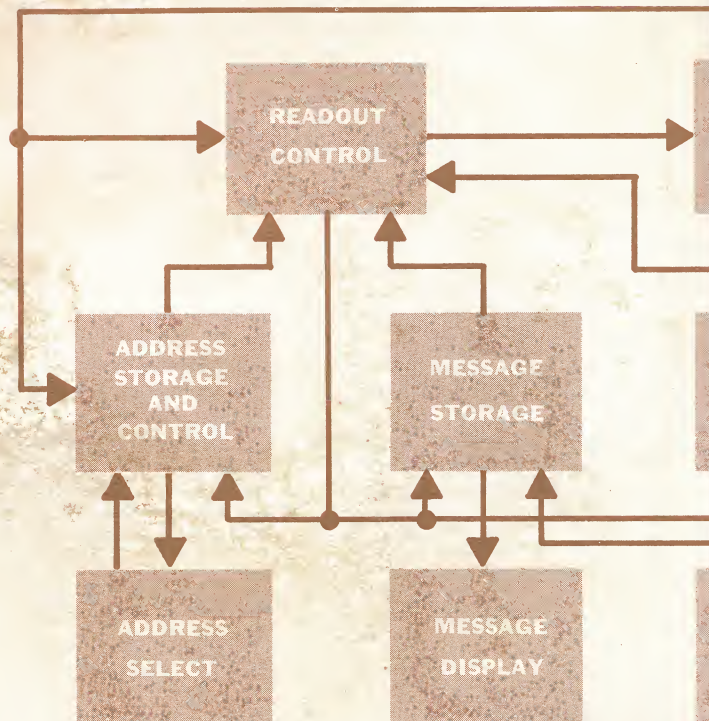 READOUT
CONTROL
ADDRESS
STORAGE
AND
CONTROL
MESSAGE
STORAGE
ADDRESS
SELECT
MESSAGE
DISPLAY